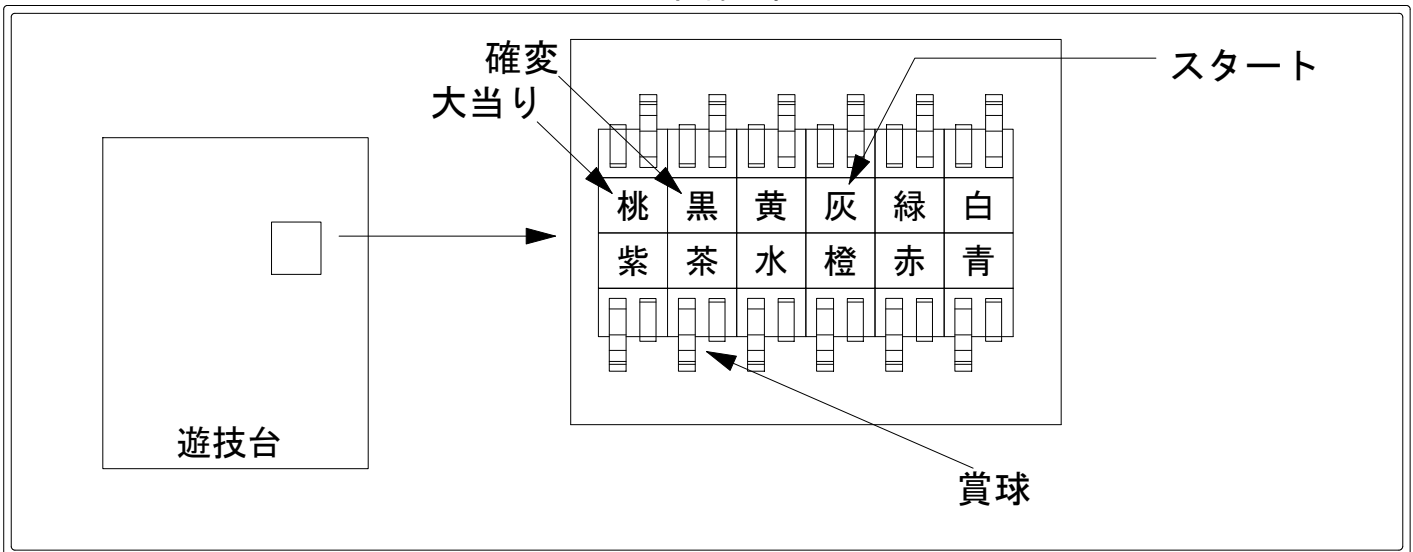 確変
スタート
大当り
桃 黒 黄 灰 緑 白
紫 茶 水 橙 赤 青
遊技台
賞球